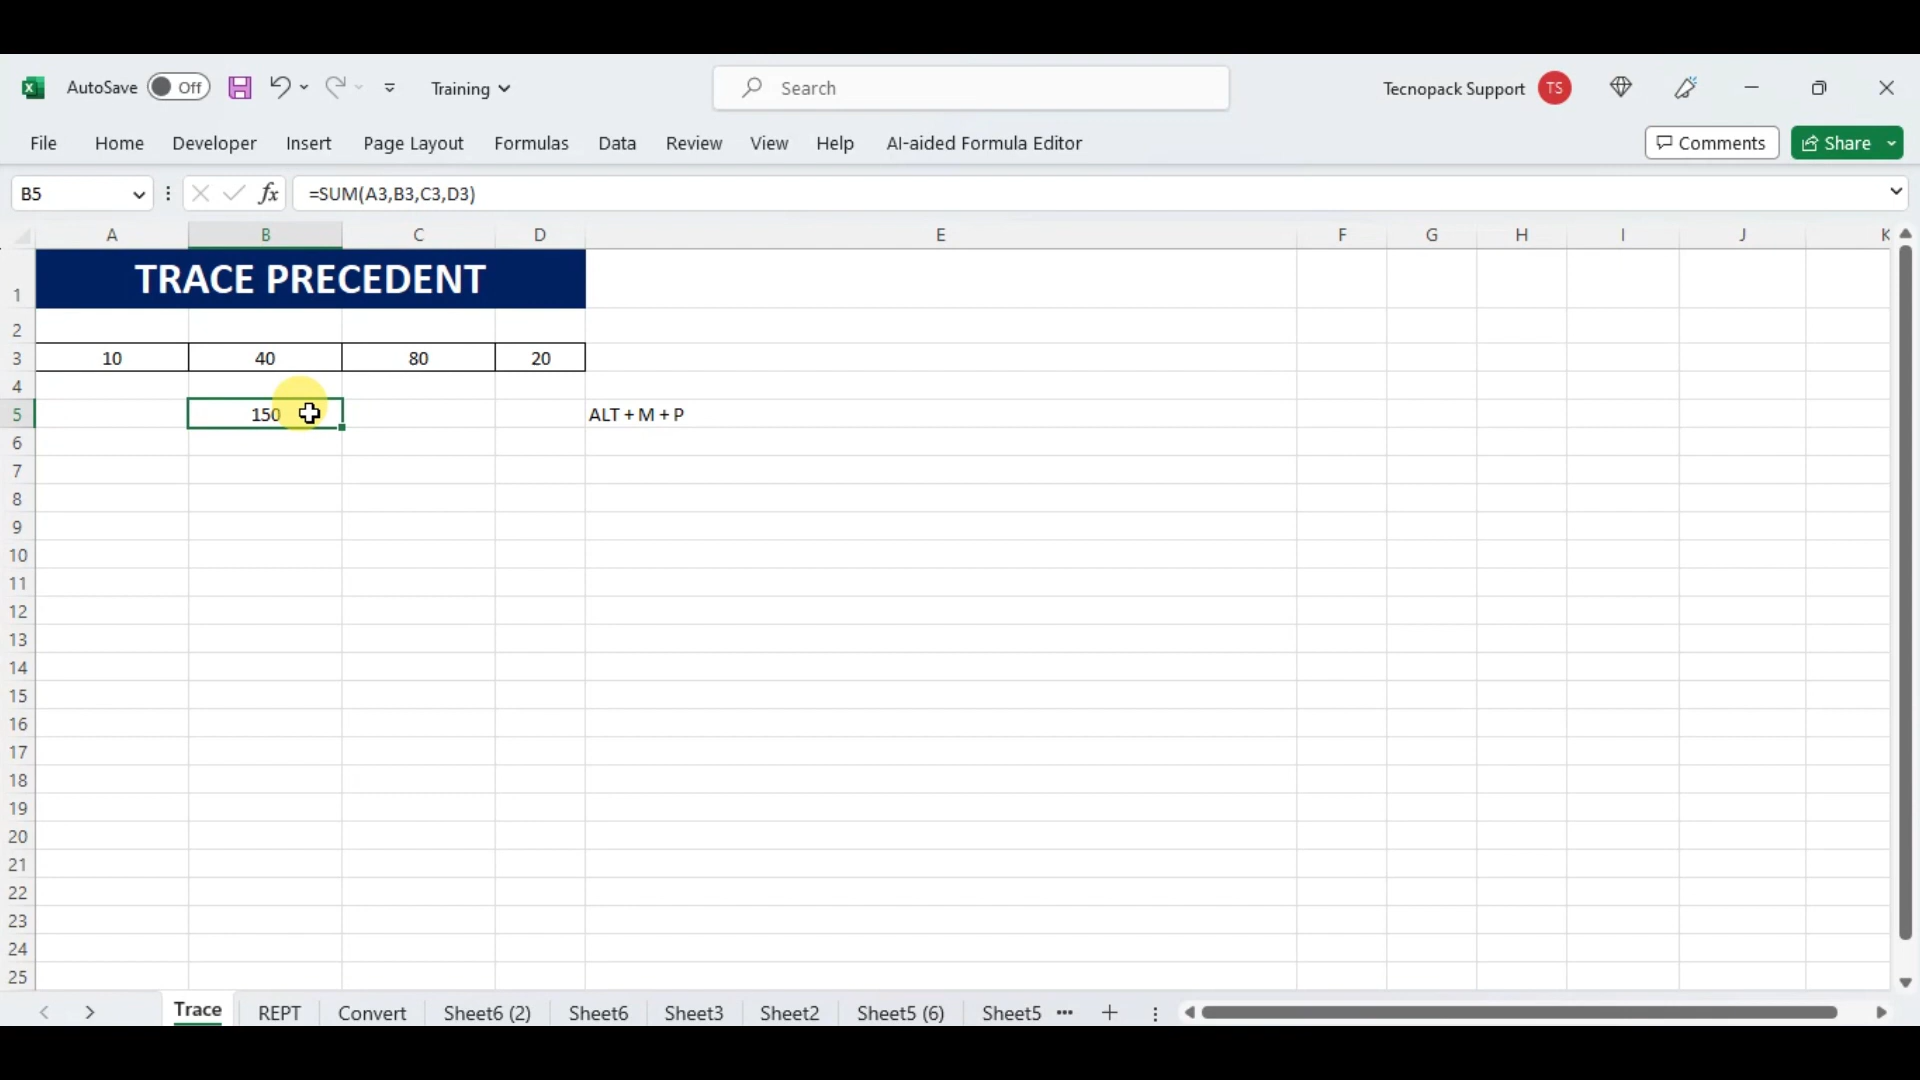 AutoSave Off Training Search Tecnopack Support TS
File Home Developer Insert Page Layout Formulas Data Review View Help AI-aided Formula Editor Comments Share
B5 fx =SUM(A3,B3,C3,D3)
A B C D E F G H I J K
1 TRACE PRECEDENT
2
3 10 40 80 20
4
5 150 ALT + M + P
6
7
8
9
10
11
12
13
14
15
16
17
18
19
20
21
22
23
24
25
Trace REPT Convert Sheet6 (2) Sheet6 Sheet3 Sheet2 Sheet5 (6) Sheet5 ...